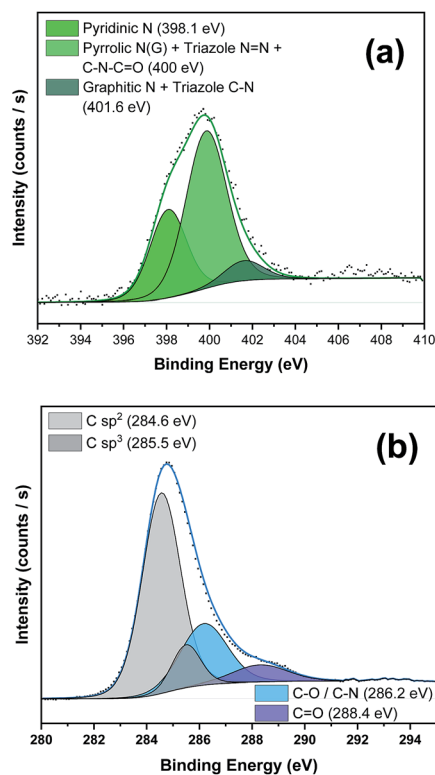 Pyridinic N (398.1 eV)
Pyrrolic N(G) + Triazole N=N +
C-N-C=O (400 eV)
Graphitic N + Triazole C-N
(401.6 eV)
(a)
Intensity (counts / s)
392 394 396 398 400 402 404 406 408 410
Binding Energy (eV)
C sp² (284.6 eV)
C sp³ (285.5 eV)
(b)
Intensity (counts / s)
C-O / C-N (286.2 eV)
C=O (288.4 eV)
280 282 284 286 288 290 292 294
Binding Energy (eV)